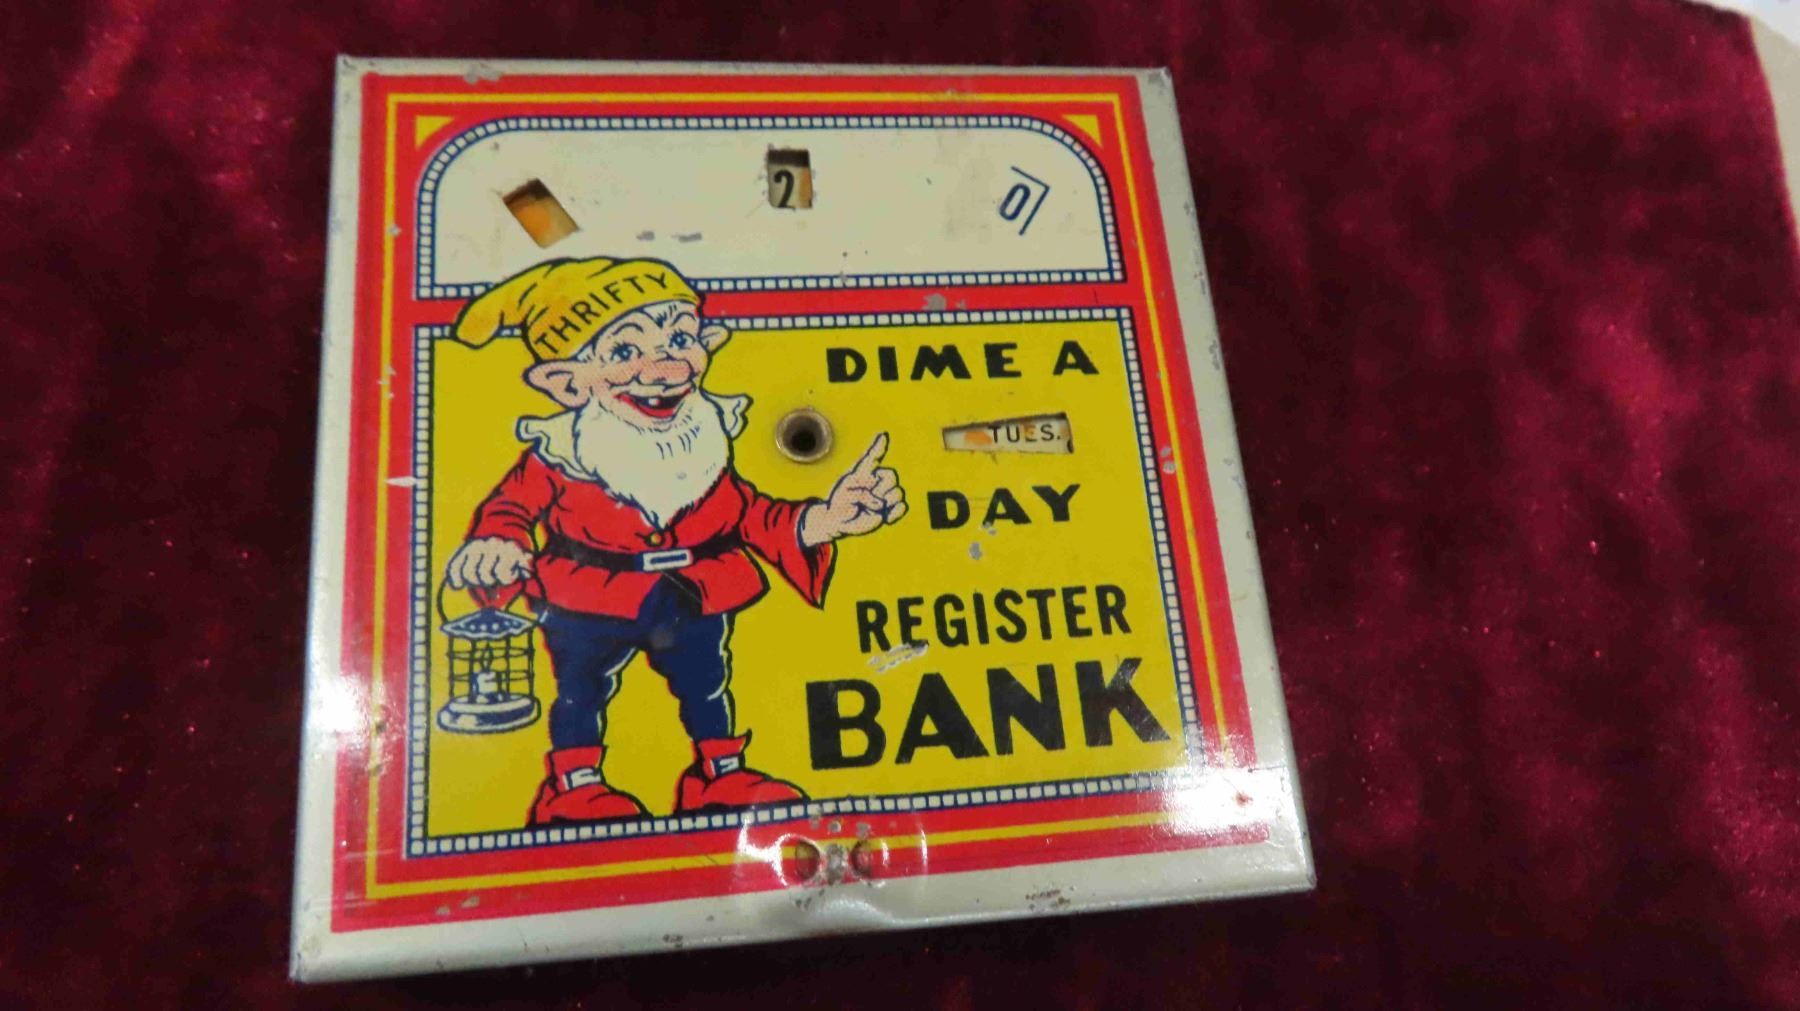 2 0
THRIFTY
DIME A
TUES.
DAY
REGISTER
BANK